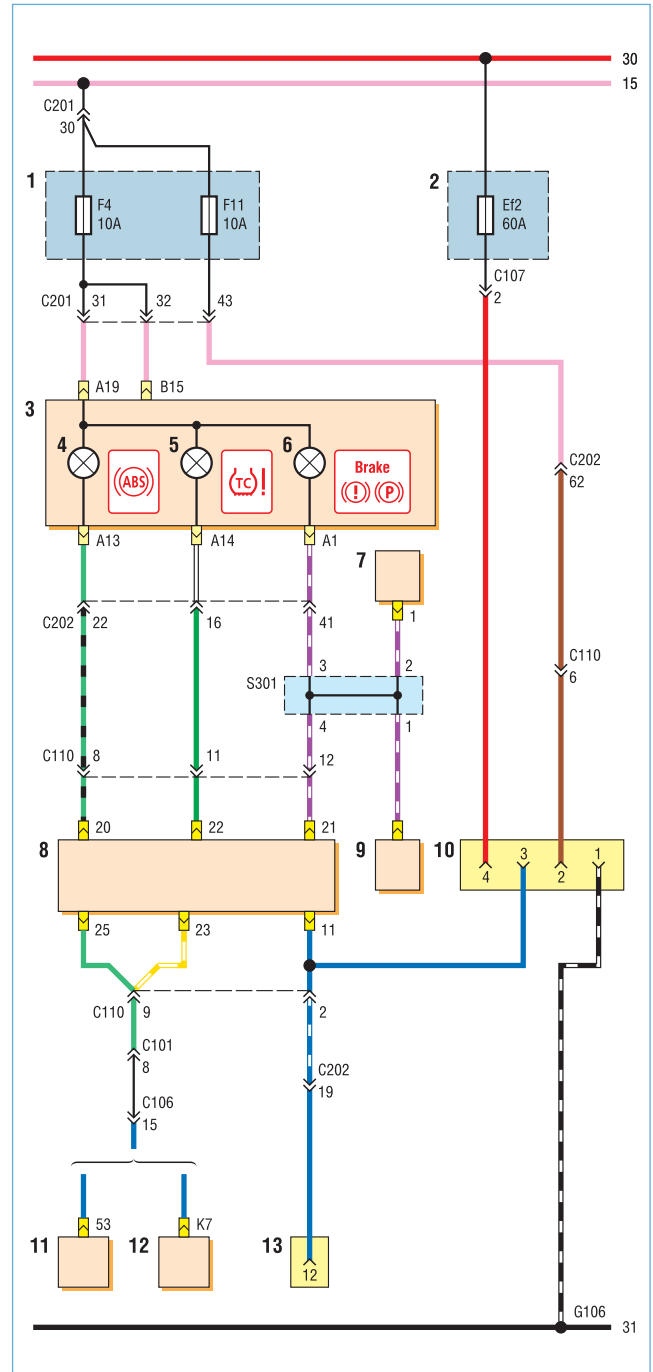 30
15
C201
30
1
F4
10A
F11
10A
2
Ef2
60A
C107
2
C201 31 32 43
A19 B15
3
4 ABS 5 TC ! 6 Brake
! P
C202
62
A13 A14 A1
7
1
C202 22 16 41
C110
6
3 2
S301
4 1
C110 8 11 12
20 22 21
8 9 10
4 3 2 1
25 23 11
C110 9 2
C101
8
C202
19
C106
15
53 K7
11 12 13
12
G106
31